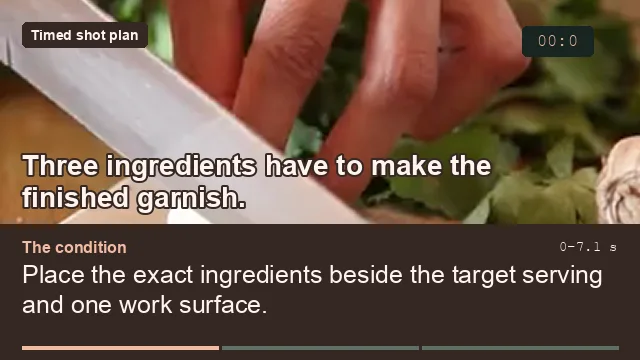 Timed shot plan
00:0
Three ingredients have to make the
finished garnish.
The condition
0–7.1 s
Place the exact ingredients beside the target serving
and one work surface.